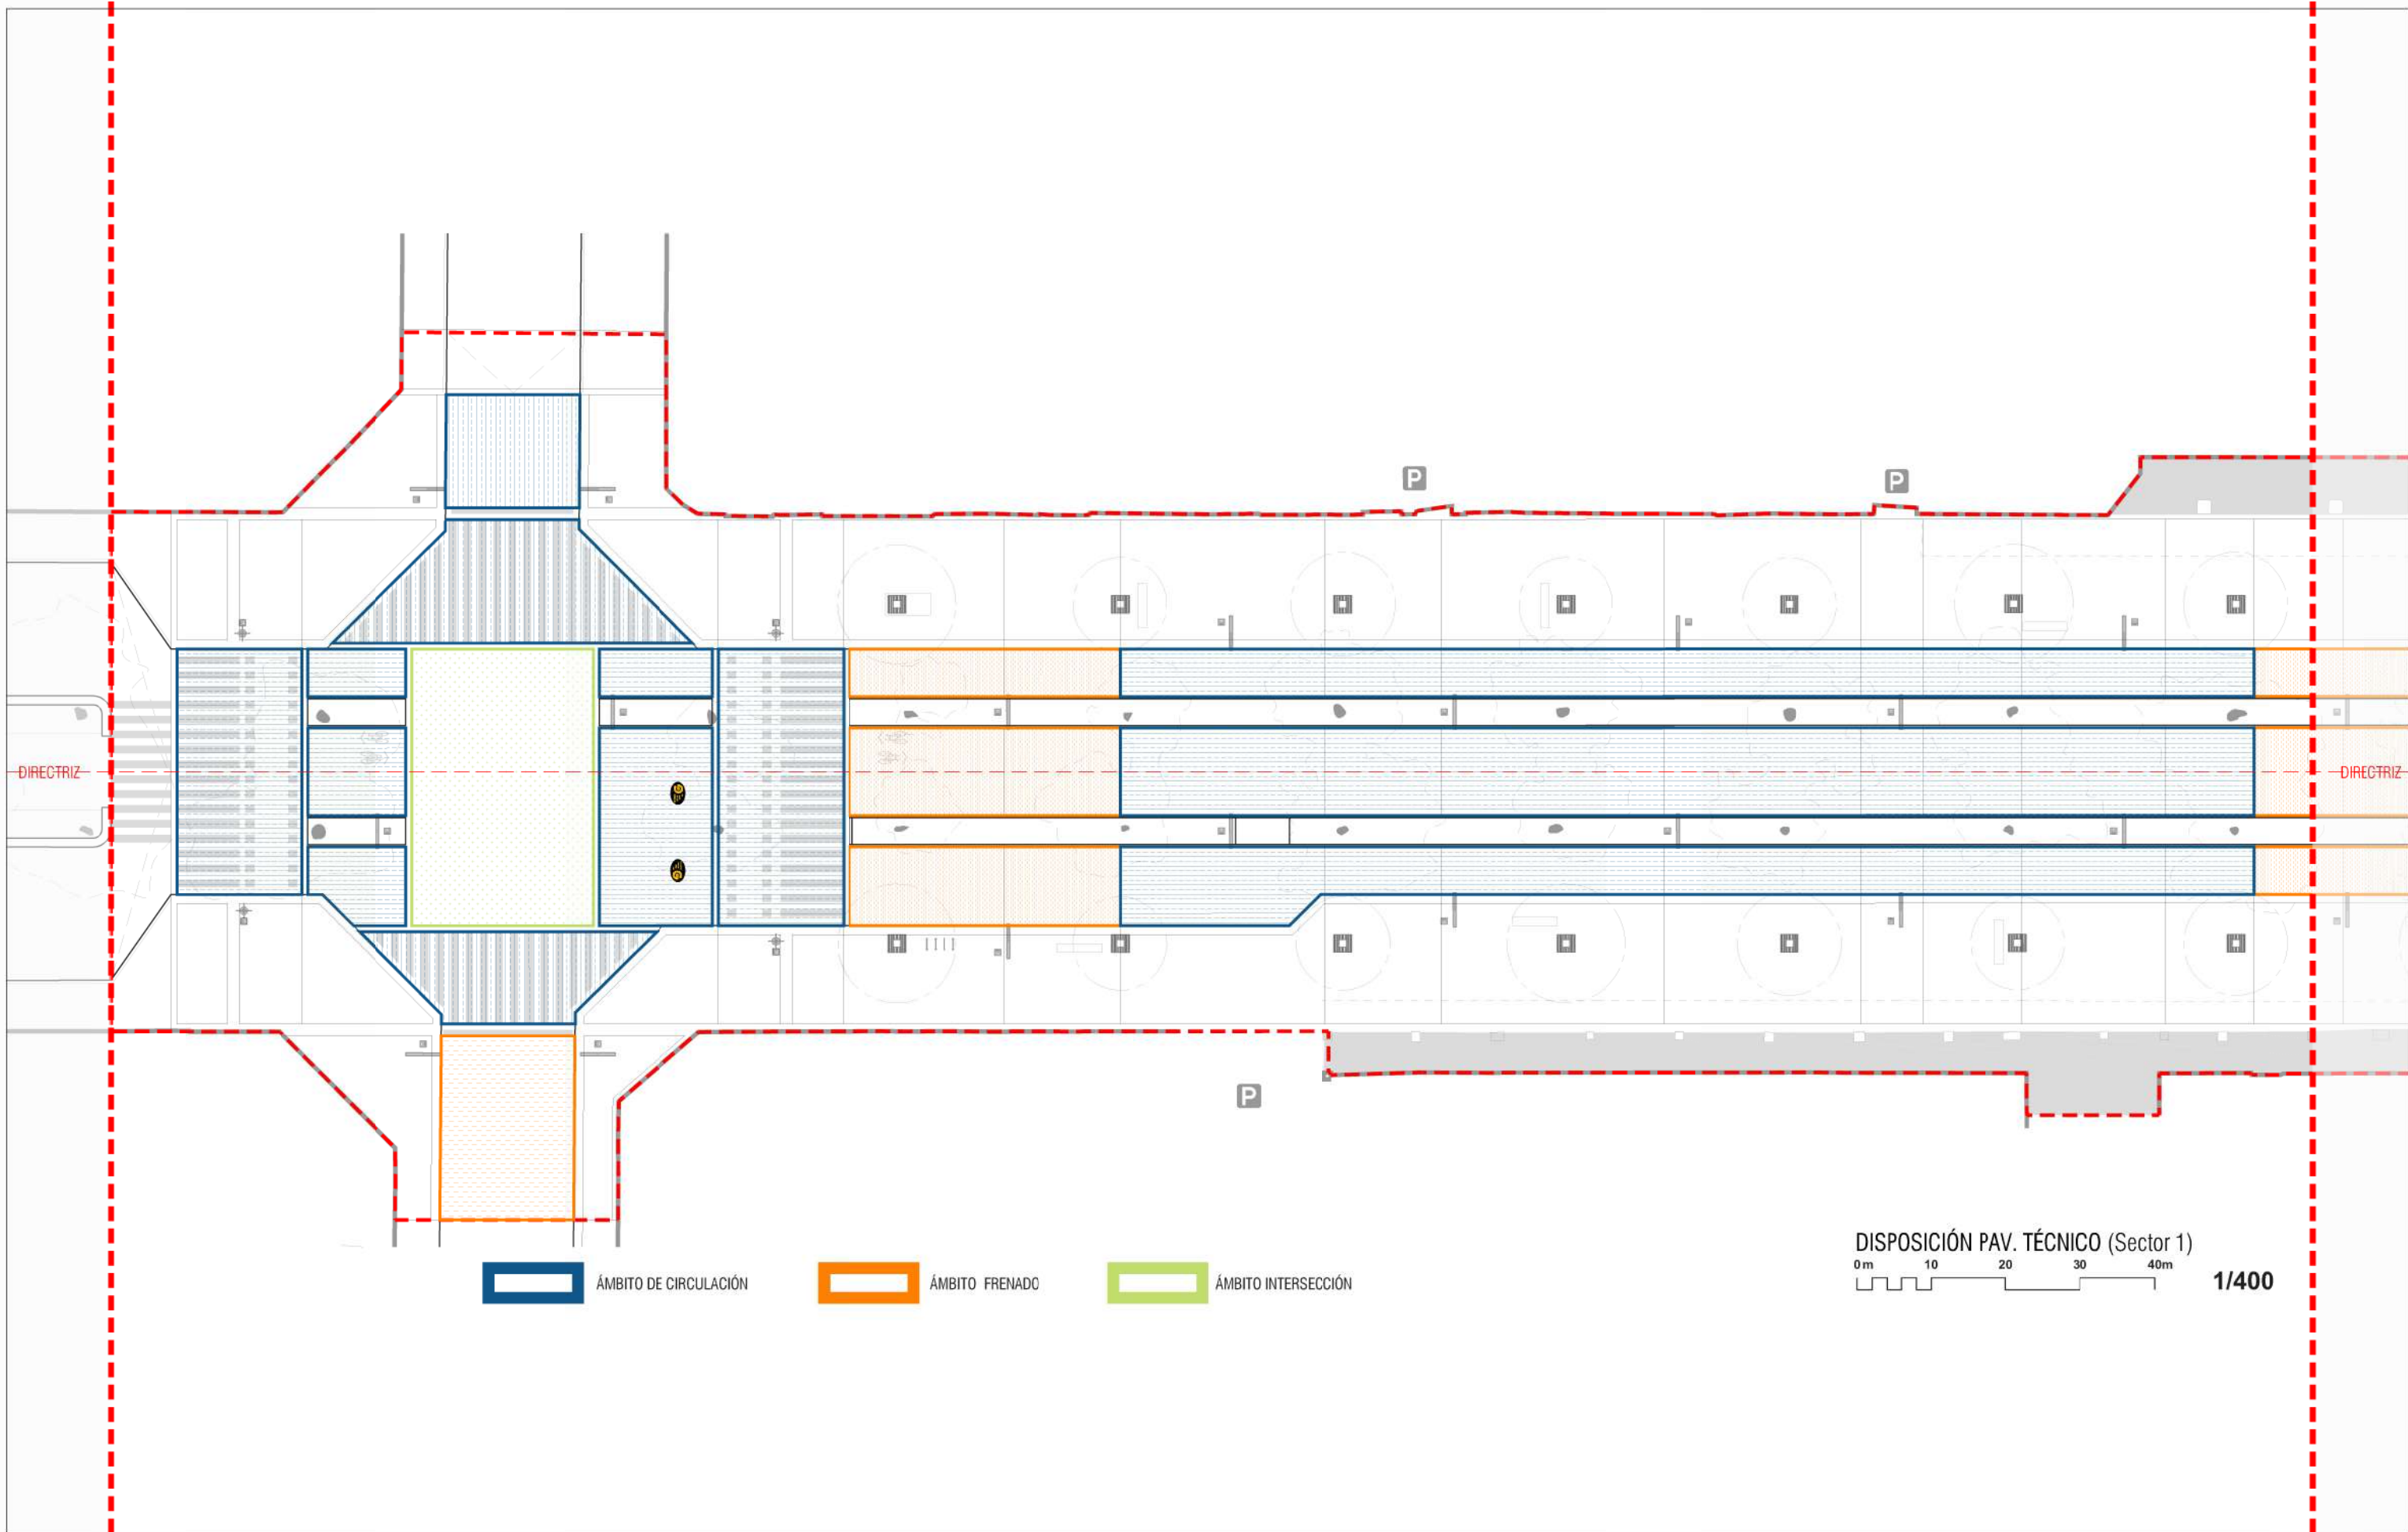 P
P
DIRECTRIZ
DIRECTRIZ
P
DISPOSICIÓN PAV. TÉCNICO (Sector 1)
0m 10 20 30 40m
1/400
ÁMBITO DE CIRCULACIÓN
ÁMBITO FRENADO
ÁMBITO INTERSECCIÓN